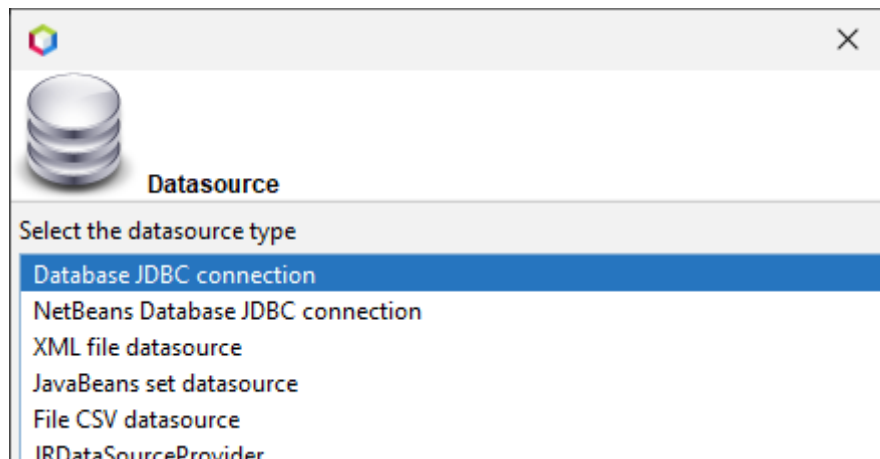 Datasource
Select the datasource type
Database JDBC connection
NetBeans Database JDBC connection
XML file datasource
JavaBeans set datasource
File CSV datasource
JRDataSourceProvider